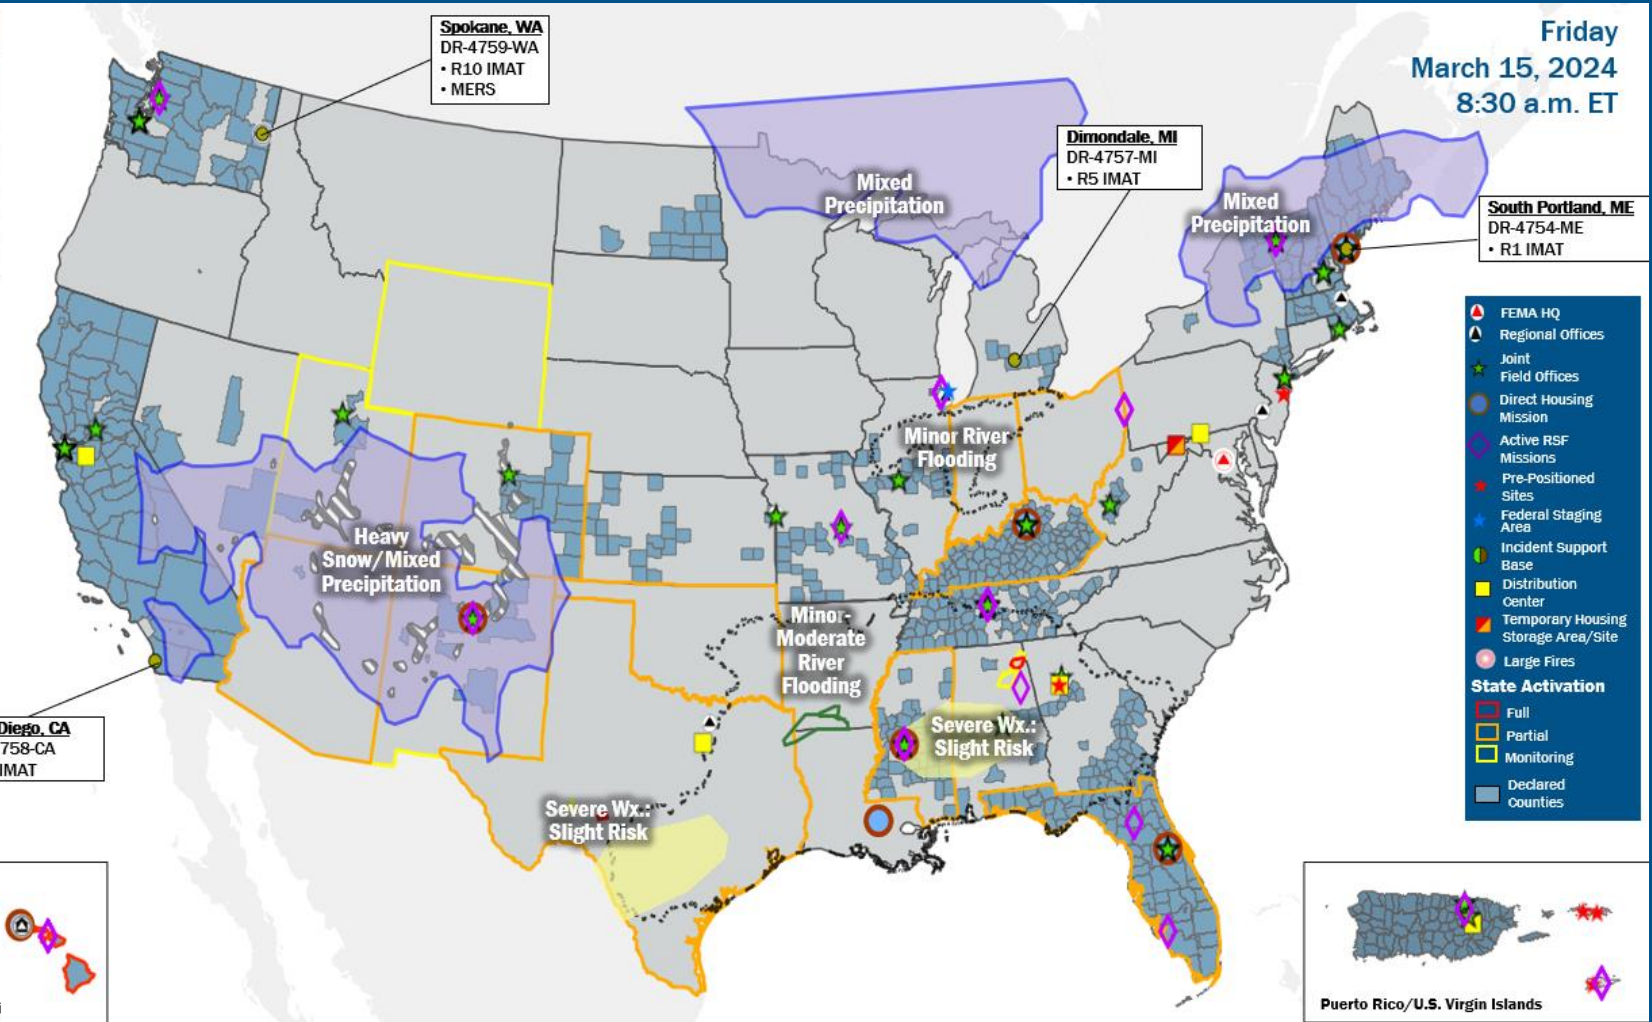 Friday
March 15, 2024
8:30 a.m. ET
Spokane, WA
DR-4759-WA
• R10 IMAT
• MERS
Dimondale, MI
DR-4757-MI
• R5 IMAT
South Portland, ME
DR-4754-ME
• R1 IMAT
Diego, CA
758-CA
IMAT
Mixed
Precipitation
Mixed
Precipitation
Minor River
Flooding
Heavy
Snow/Mixed
Precipitation
Minor-
Moderate
River
Flooding
Severe Wx.:
Slight Risk
Severe Wx.:
Slight Risk
FEMA HQ
Regional Offices
Joint
Field Offices
Direct Housing
Mission
Active RSF
Missions
Pre-Positioned
Sites
Federal Staging
Area
Incident Support
Base
Distribution
Center
Temporary Housing
Storage Area/Site
Large Fires
State Activation
Full
Partial
Monitoring
Declared
Counties
Puerto Rico/U.S. Virgin Islands